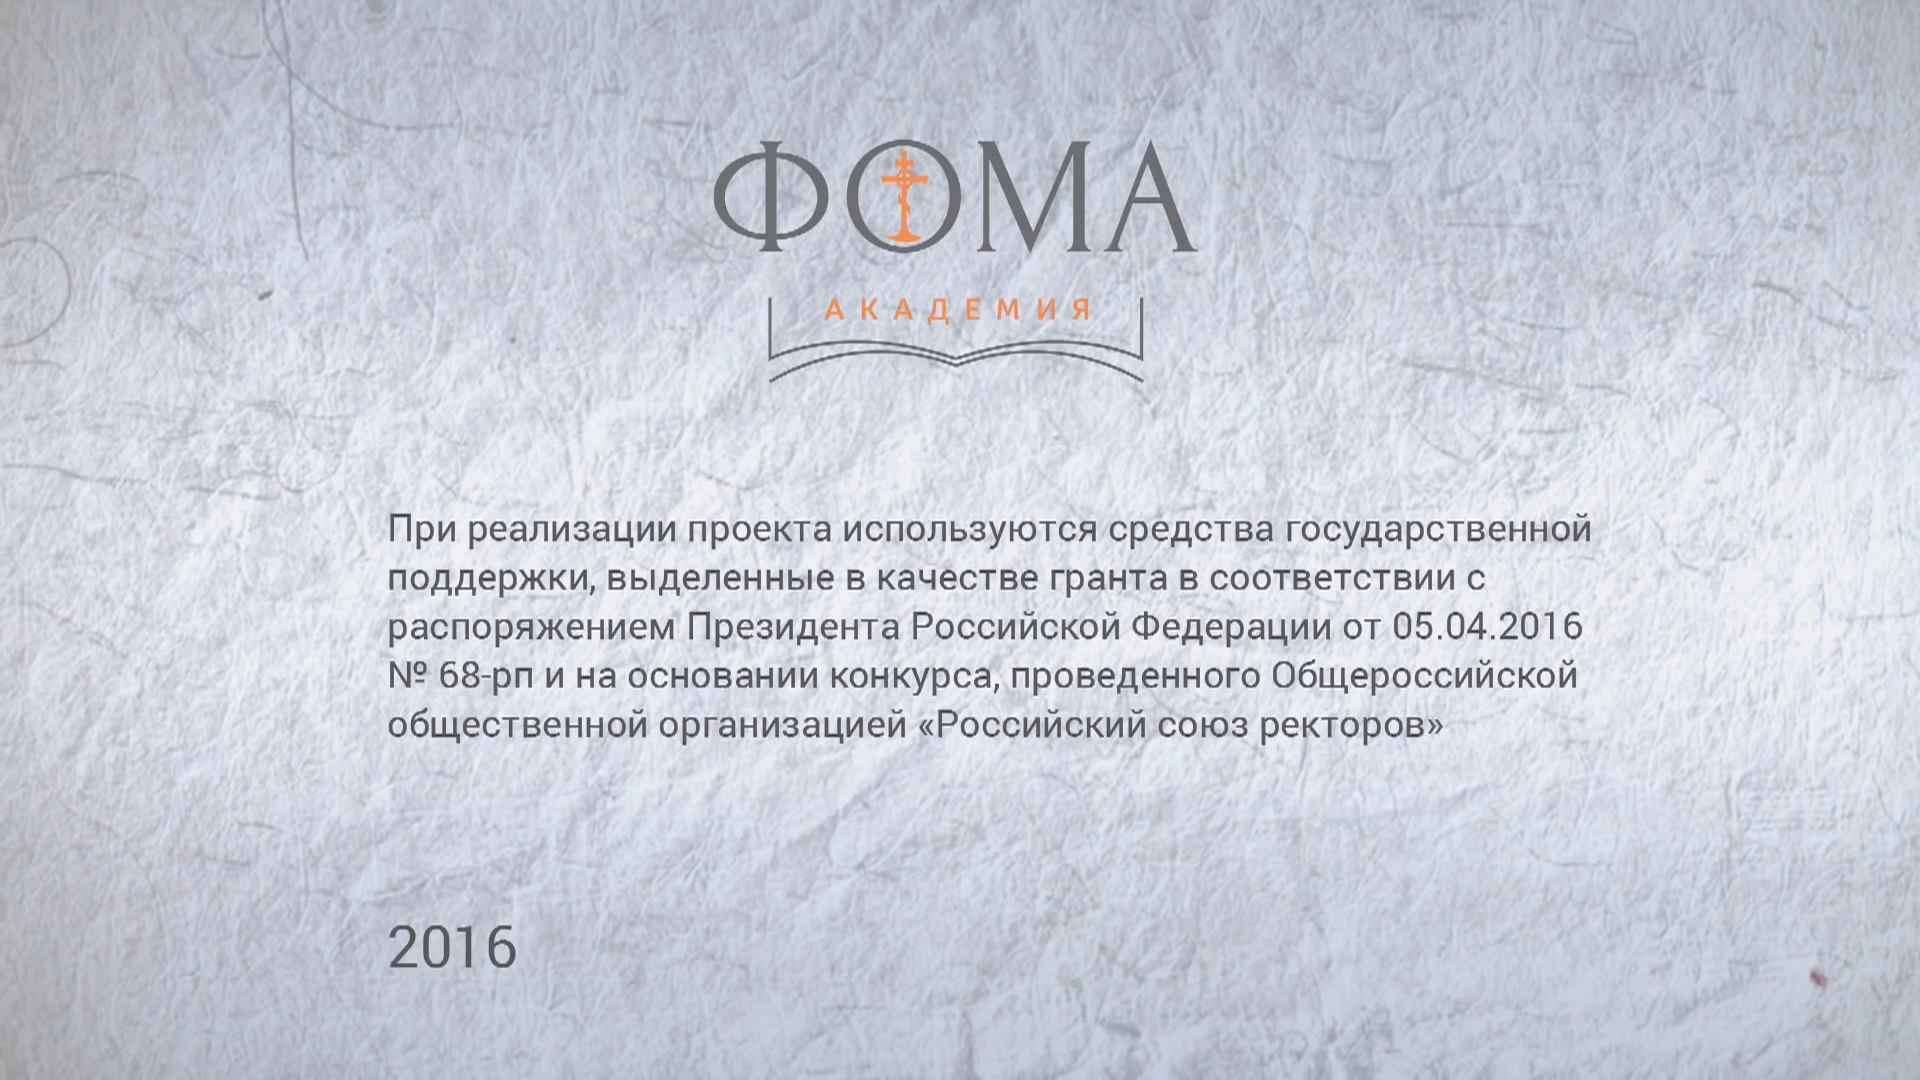 ФОМА
АКАДЕМИЯ
При реализации проекта используются средства государственной
поддержки, выделенные в качестве гранта в соответствии с
распоряжением Президента Российской Федерации от 05.04.2016
№ 68-рп и на основании конкурса, проведенного Общероссийской
общественной организацией «Российский союз ректоров»
2016